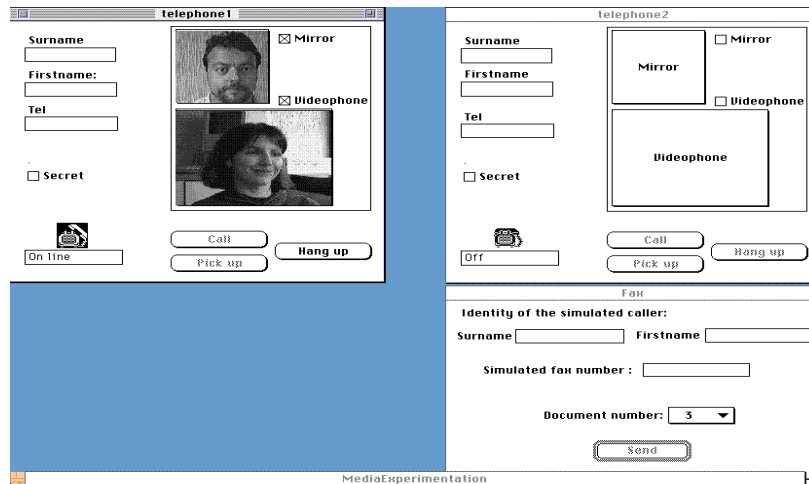 telephone1
Surname
Mirror
Firstname:
Videophone
Tel
Secret
On line
Call
Pick up
Hang up
telephone2
Surname
Mirror
Mirror
Firstname
Videophone
Tel
Videophone
Secret
Off
Call
Pick up
Hang up
Fax
Identity of the simulated caller:
Surname Firstname
Simulated fax number :
Document number: 3
Send
MediaExperimentation